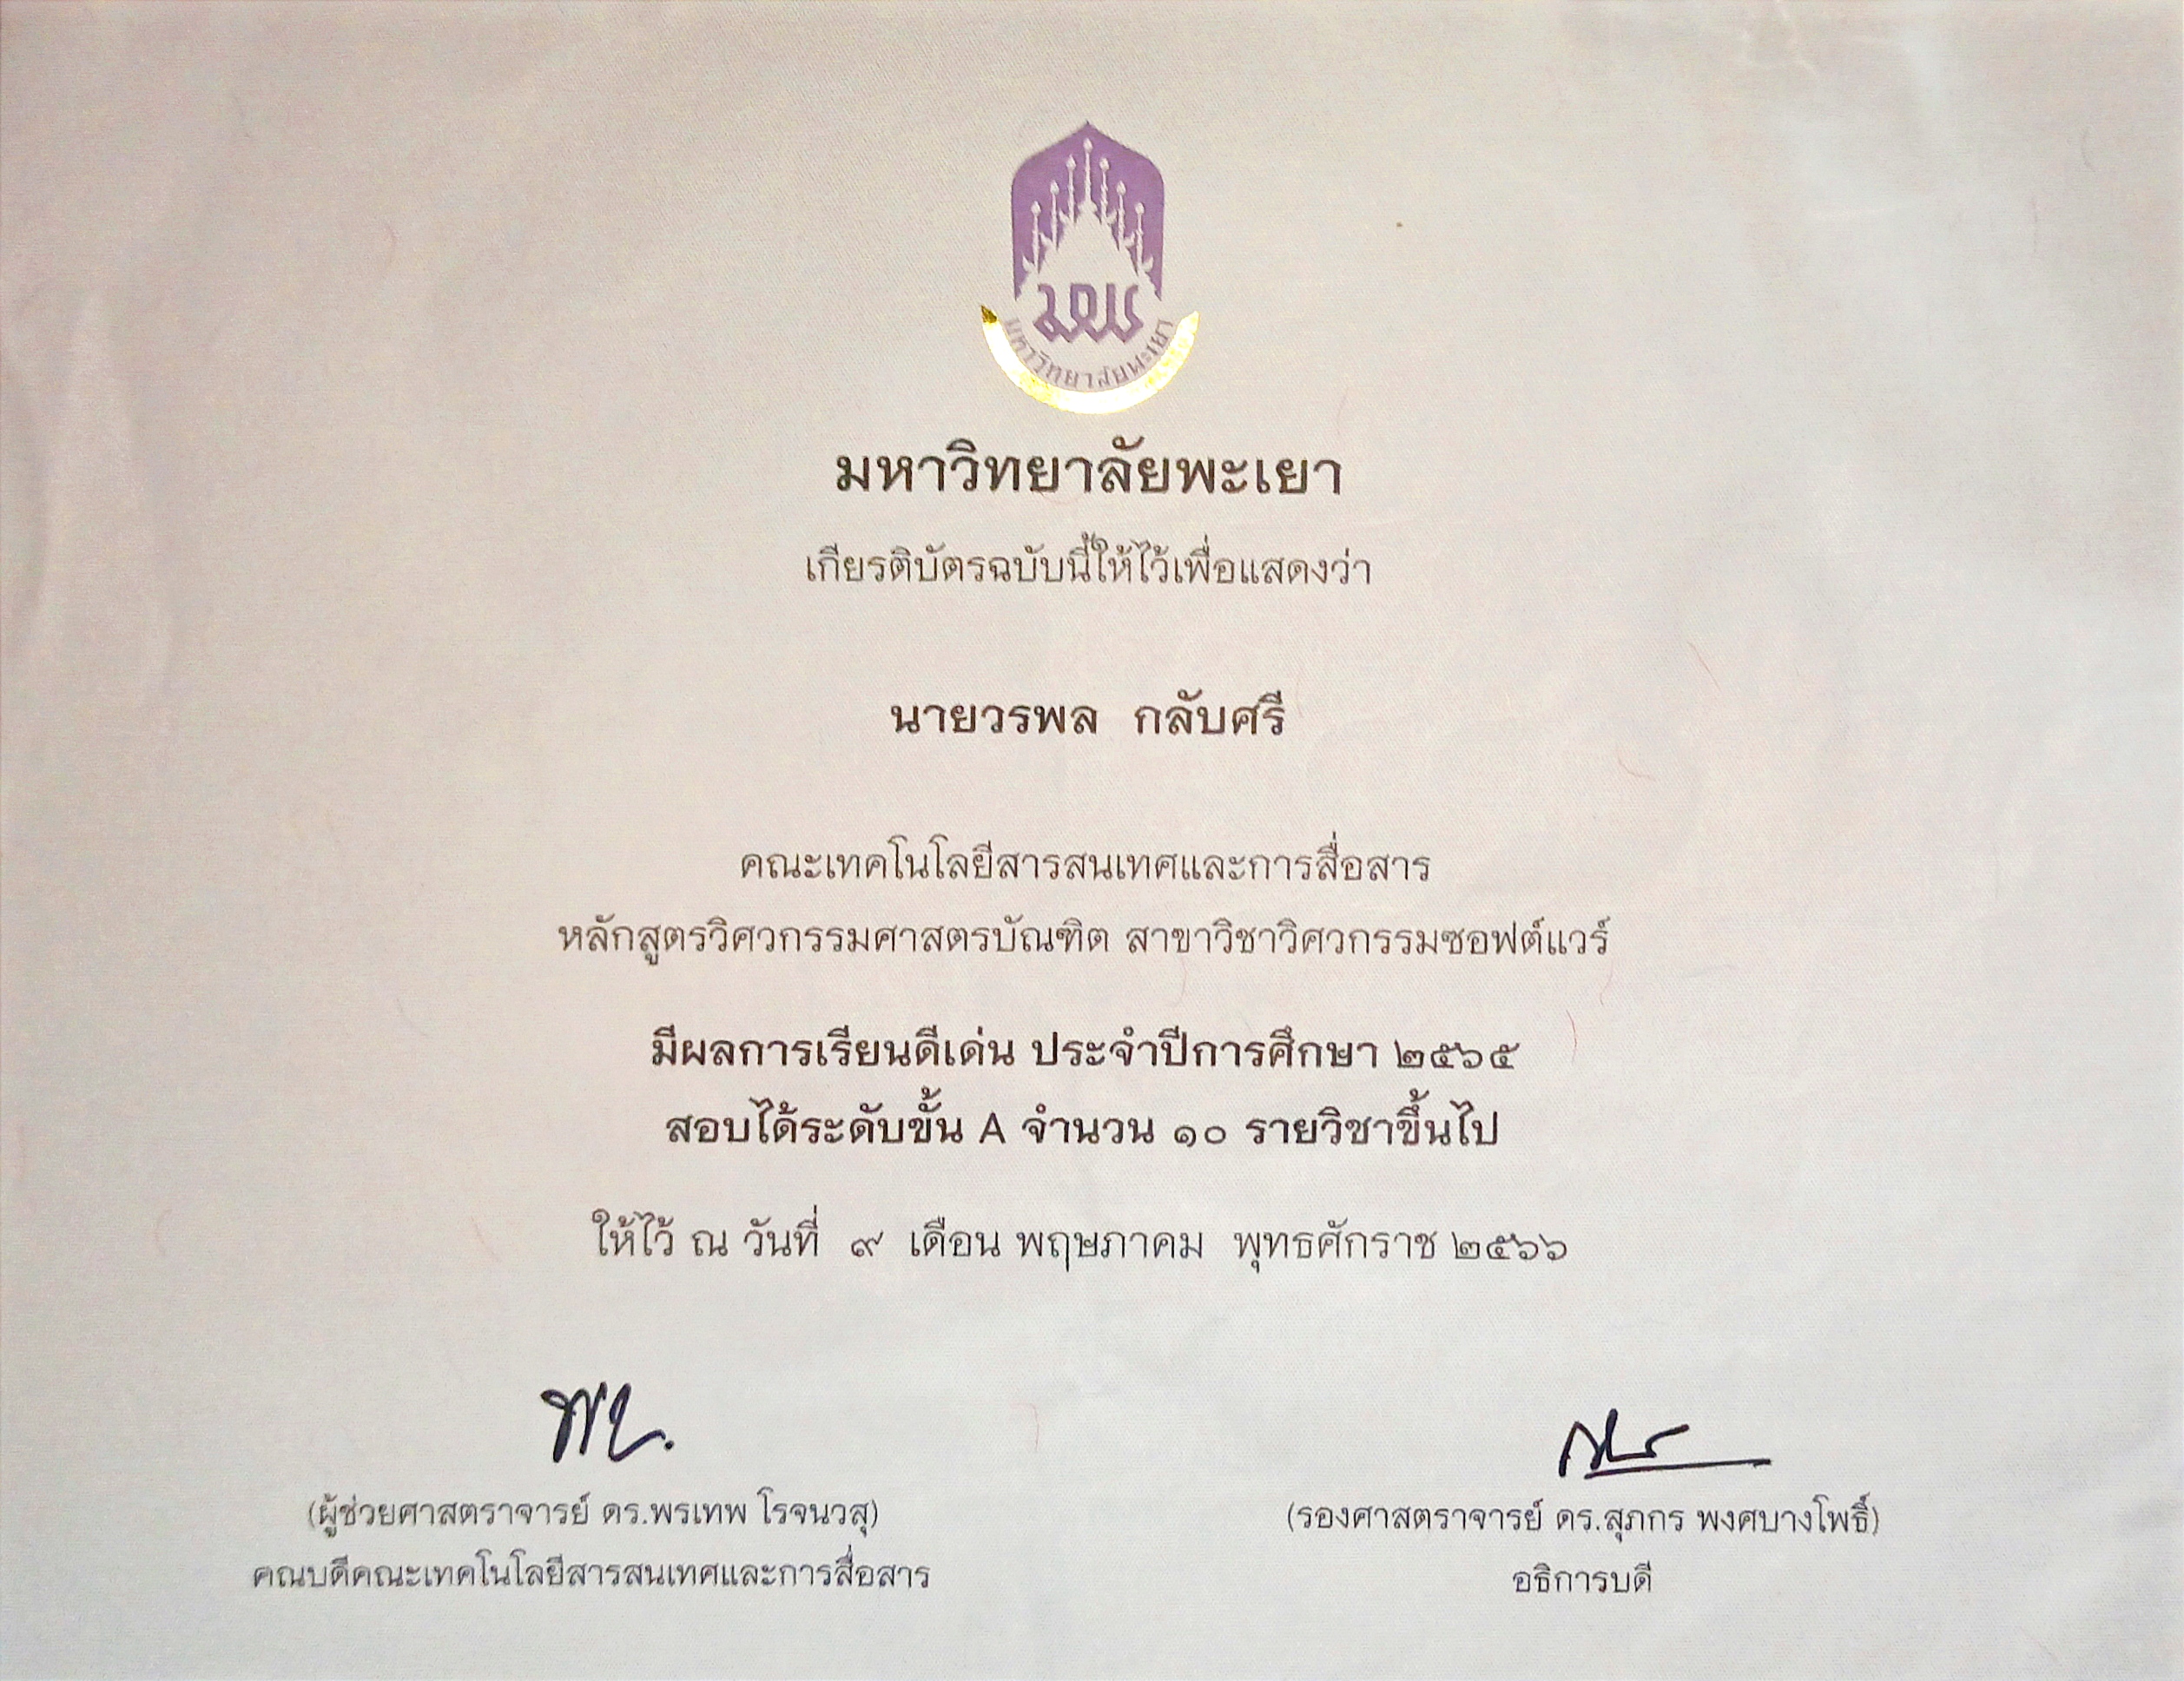 มพย
มหาวิทยาลัยพะเยา
มหาวิทยาลัยพะเยา
เกียรติบัตรฉบับนี้ให้ไว้เพื่อแสดงว่า
นายวรพล กลับศรี
คณะเทคโนโลยีสารสนเทศและการสื่อสาร
หลักสูตรวิศวกรรมศาสตรบัณฑิต สาขาวิชาวิศวกรรมซอฟต์แวร์
มีผลการเรียนดีเด่น ประจำปีการศึกษา ๒๕๖๕
สอบได้ระดับขั้น A จำนวน ๑๐ รายวิชาขึ้นไป
ให้ไว้ ณ วันที่ ๙ เดือน พฤษภาคม พุทธศักราช ๒๕๖๖
(ผู้ช่วยศาสตราจารย์ ดร.พรเทพ โรจนวสุ)
คณบดีคณะเทคโนโลยีสารสนเทศและการสื่อสาร
(รองศาสตราจารย์ ดร.สุภกร พงศบางโพธิ์)
อธิการบดี